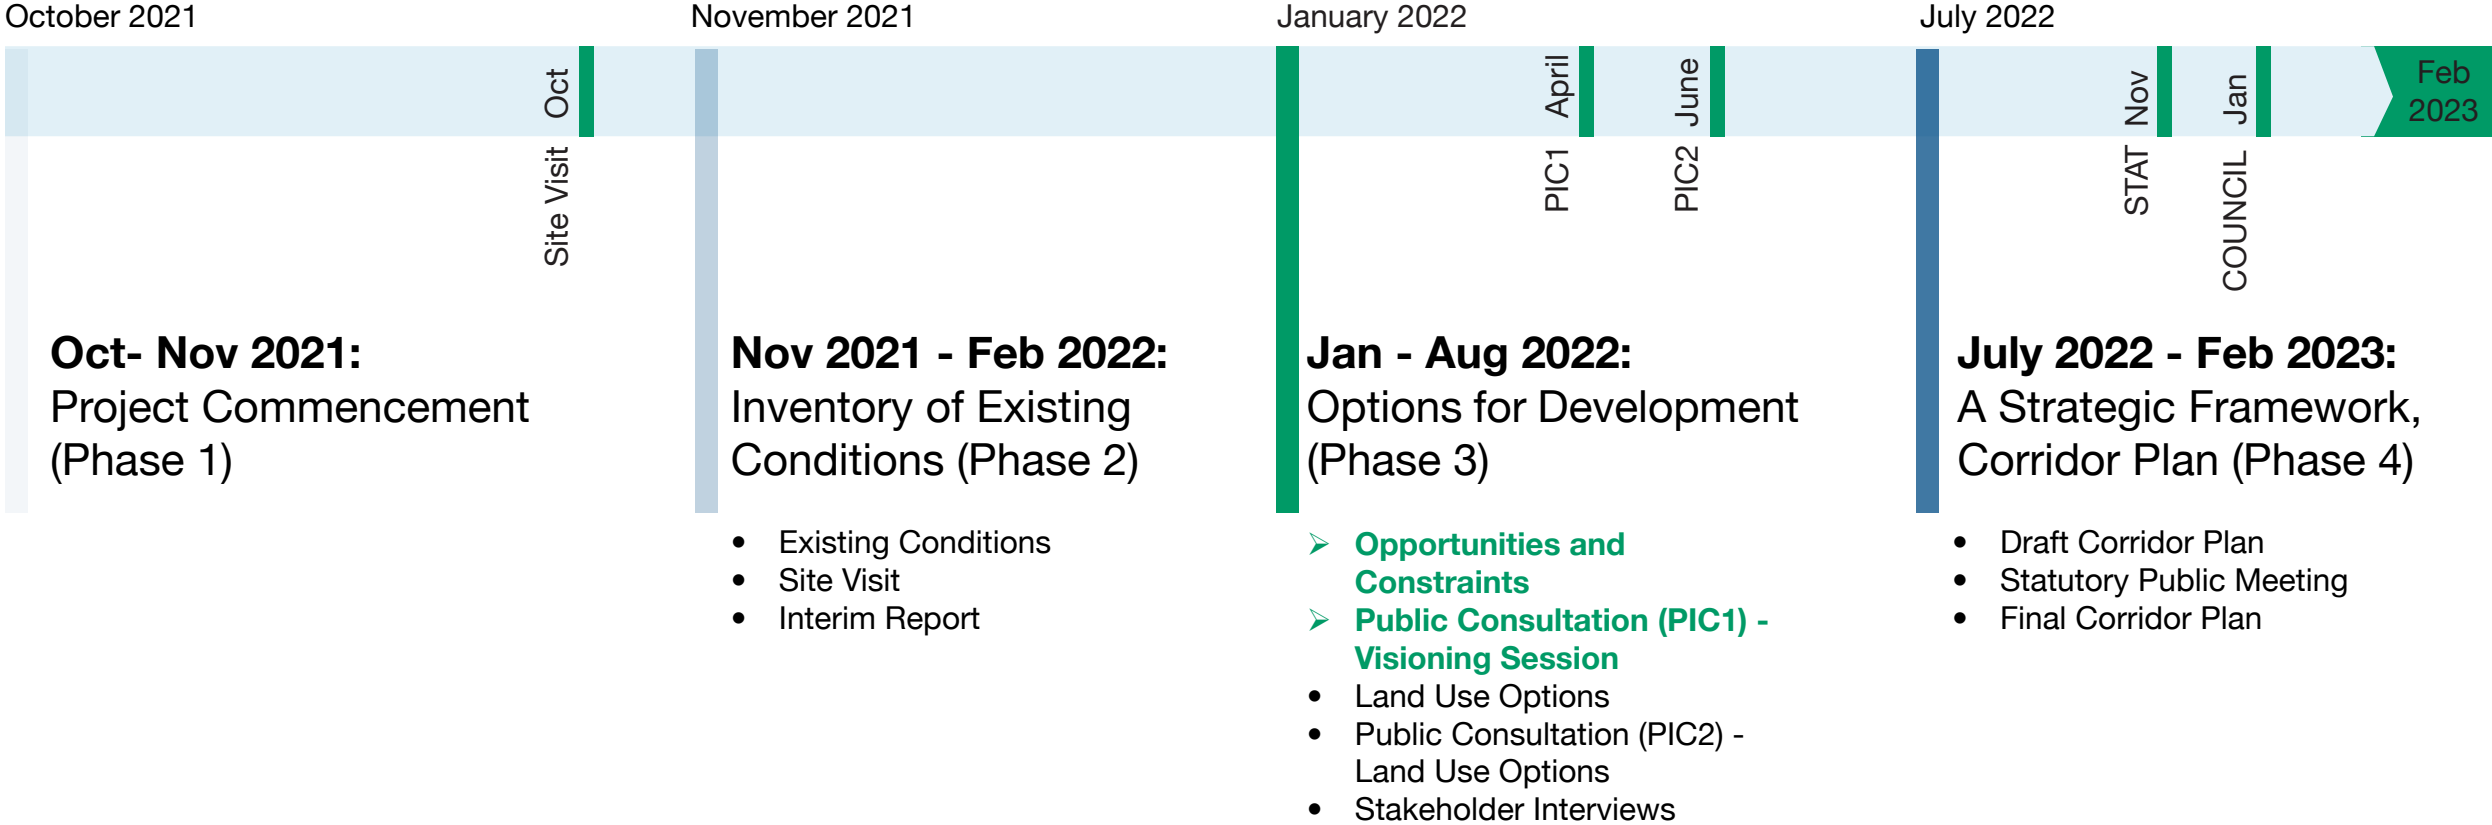 October 2021
November 2021
January 2022
July 2022
Site Visit Oct
PIC1 April
PIC2 June
STAT Nov
COUNCIL Jan
Feb
2023
Oct- Nov 2021:
Project Commencement
(Phase 1)
Nov 2021 - Feb 2022:
Inventory of Existing
Conditions (Phase 2)
• Existing Conditions
• Site Visit
• Interim Report
Jan - Aug 2022:
Options for Development
(Phase 3)
➢ Opportunities and
Constraints
➢ Public Consultation (PIC1) -
Visioning Session
• Land Use Options
• Public Consultation (PIC2) -
Land Use Options
• Stakeholder Interviews
July 2022 - Feb 2023:
A Strategic Framework,
Corridor Plan (Phase 4)
• Draft Corridor Plan
• Statutory Public Meeting
• Final Corridor Plan